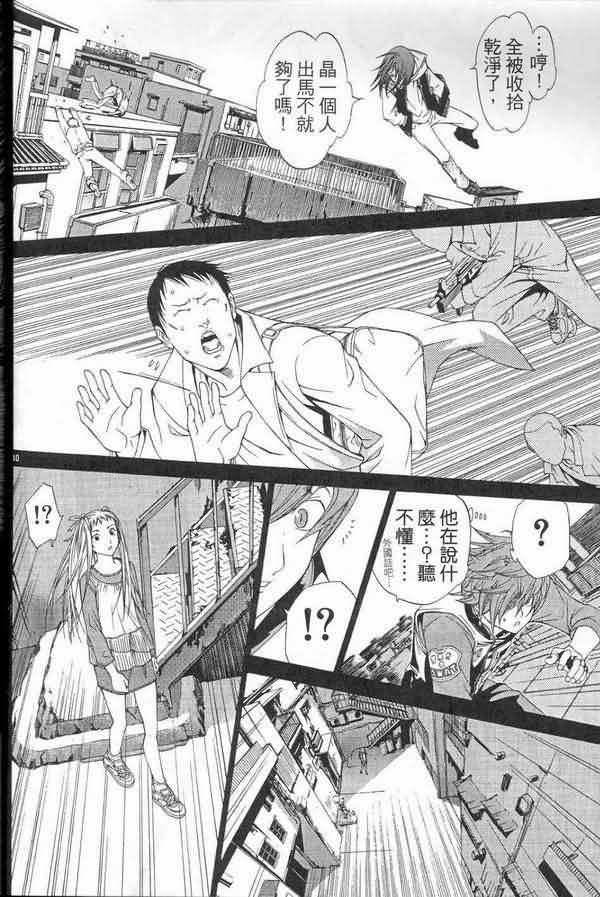 …哼！
全被收拾
乾淨了，
晶一個人
出馬不就
夠了嗎！
10
？
他在說什
麼…？聽
不懂……
外國話吧…
!?
!?